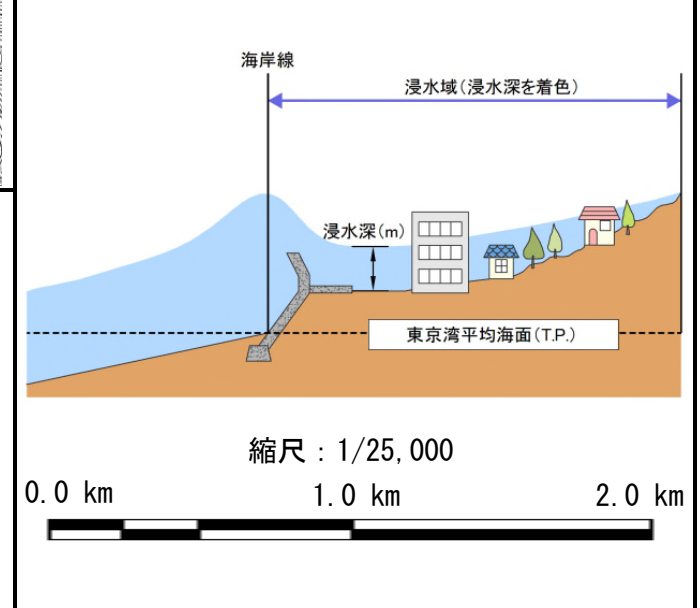 海岸線
浸水域(浸水深を着色)
浸水深(m)
東京湾平均海面(T.P.)
縮尺:1/25,000
0.0 km 1.0 km 2.0 km